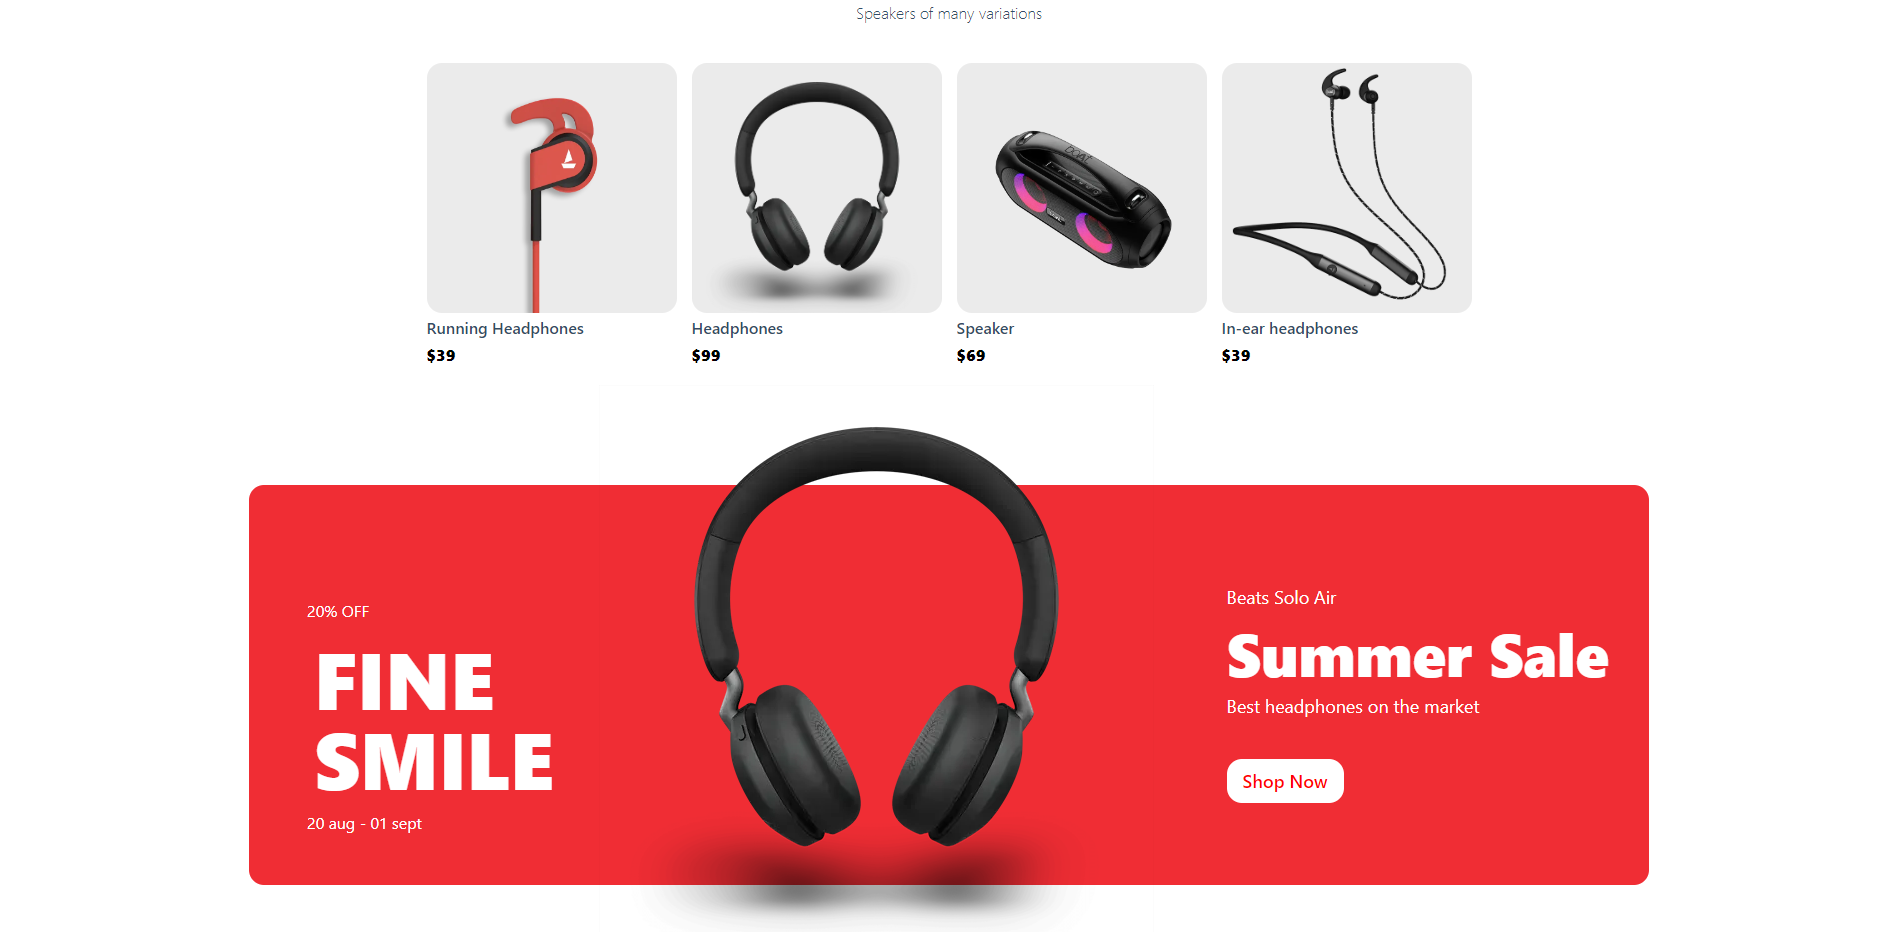 Speakers of many variations
Running Headphones
$39
Headphones
$99
Speaker
$69
In-ear headphones
$39
20% OFF
FINE
SMILE
20 aug - 01 sept
Beats Solo Air
Summer Sale
Best headphones on the market
Shop Now